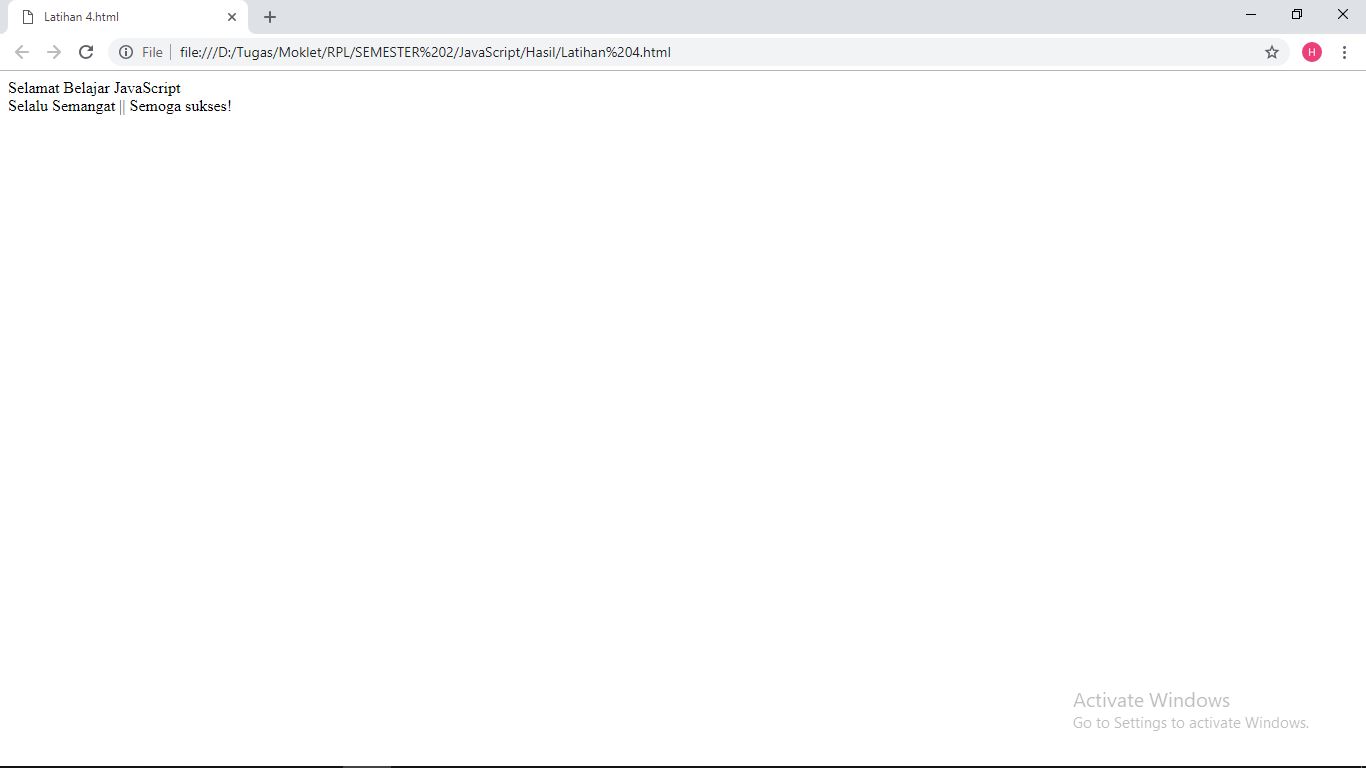 Latihan 4.html
File
file:///D:/Tugas/Moklet/RPL/SEMESTER%202/JavaScript/Hasil/Latihan%204.html
H
Selamat Belajar JavaScript
Selalu Semangat || Semoga sukses!
Activate Windows
Go to Settings to activate Windows.